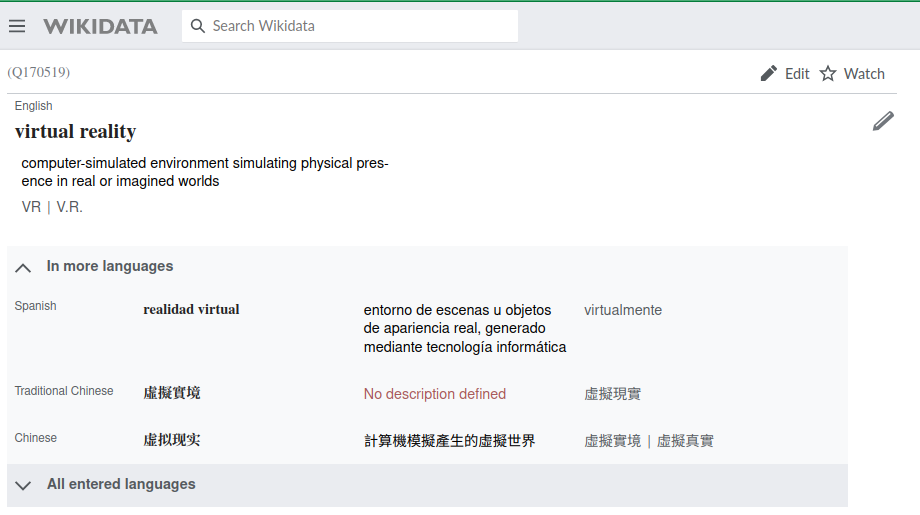 WIKIDATA
Search Wikidata
(Q170519)
Edit
Watch
English
virtual reality
computer-simulated environment simulating physical pres-
ence in real or imagined worlds
VR | V.R.
In more languages
Spanish
realidad virtual
entorno de escenas u objetos
de apariencia real, generado
mediante tecnología informática
virtualmente
Traditional Chinese
虛擬實境
No description defined
虛擬現實
Chinese
虚拟现实
計算機模擬產生的虛擬世界
虛擬實境 | 虛擬真實
All entered languages